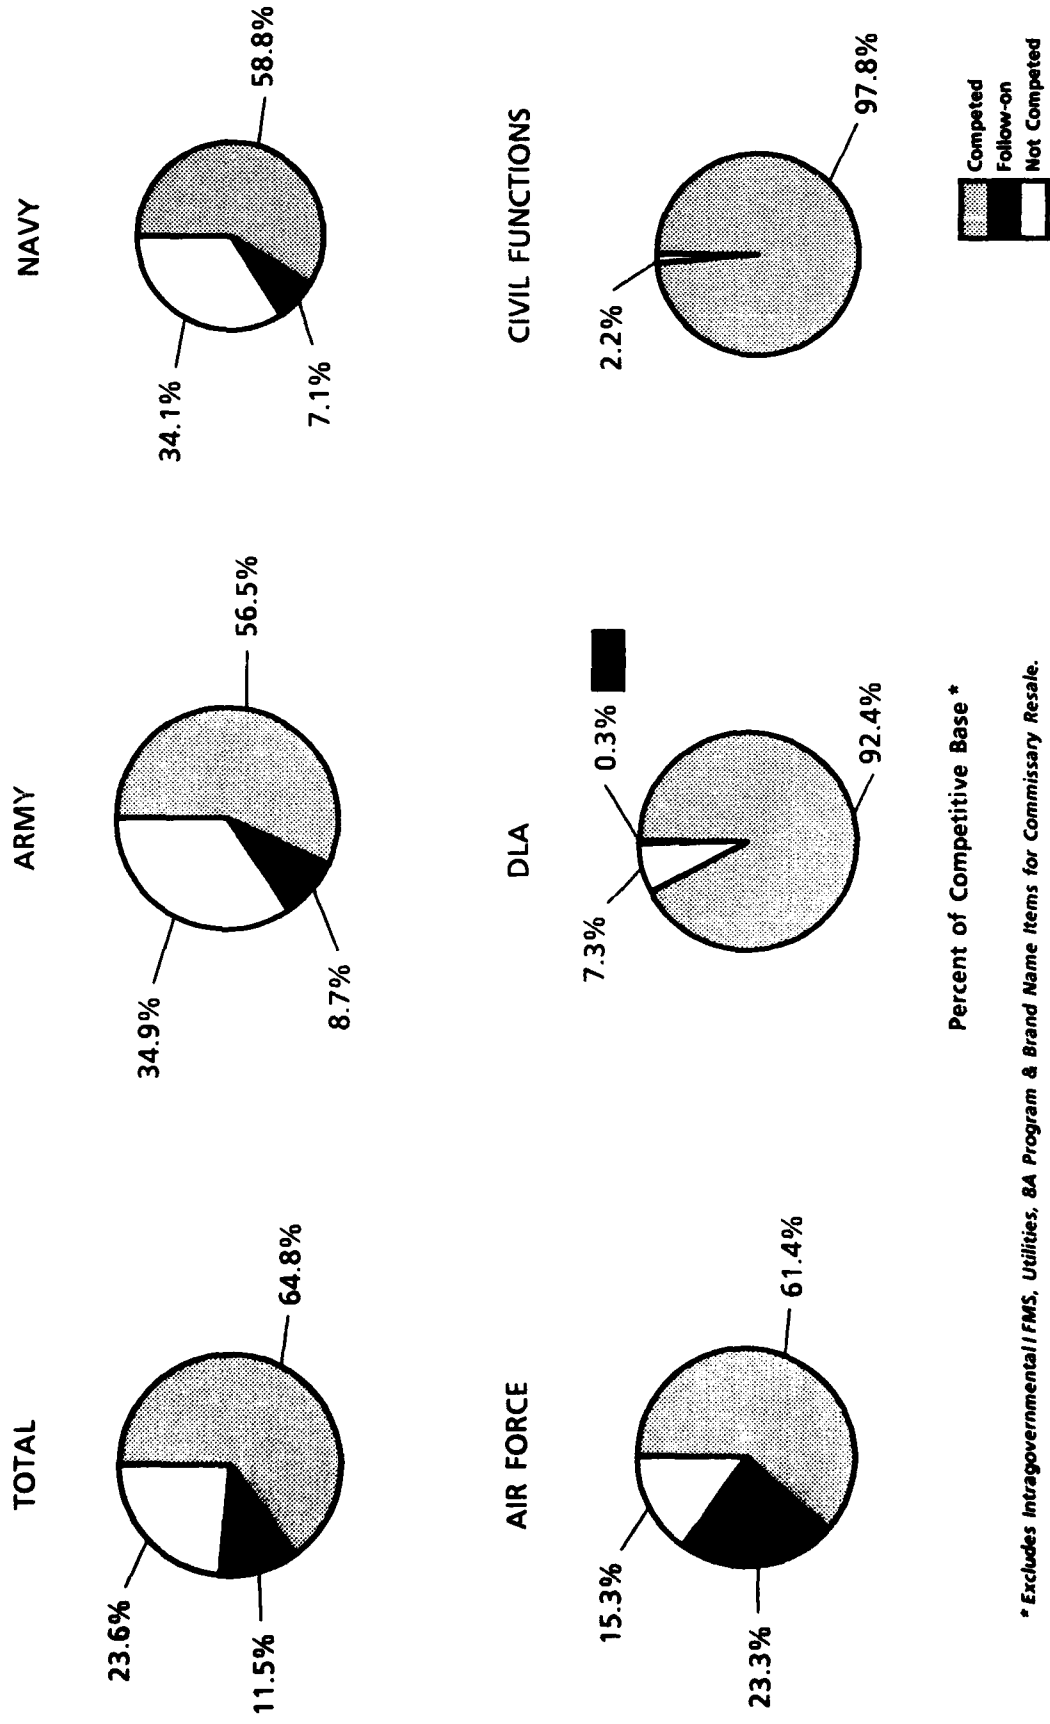 TOTAL
23.6%
64.8%
11.5%
ARMY
34.9%
56.5%
8.7%
NAVY
34.1%
58.8%
7.1%
AIR FORCE
15.3%
61.4%
23.3%
DLA
7.3%
0.3%
92.4%
CIVIL FUNCTIONS
2.2%
97.8%
Percent of Competitive Base*
Competed
Follow-on
Not Competed
* Excludes Intragovernmental / FMS, Utilities, 8A Program & Brand Name Items for Commissary Resale.